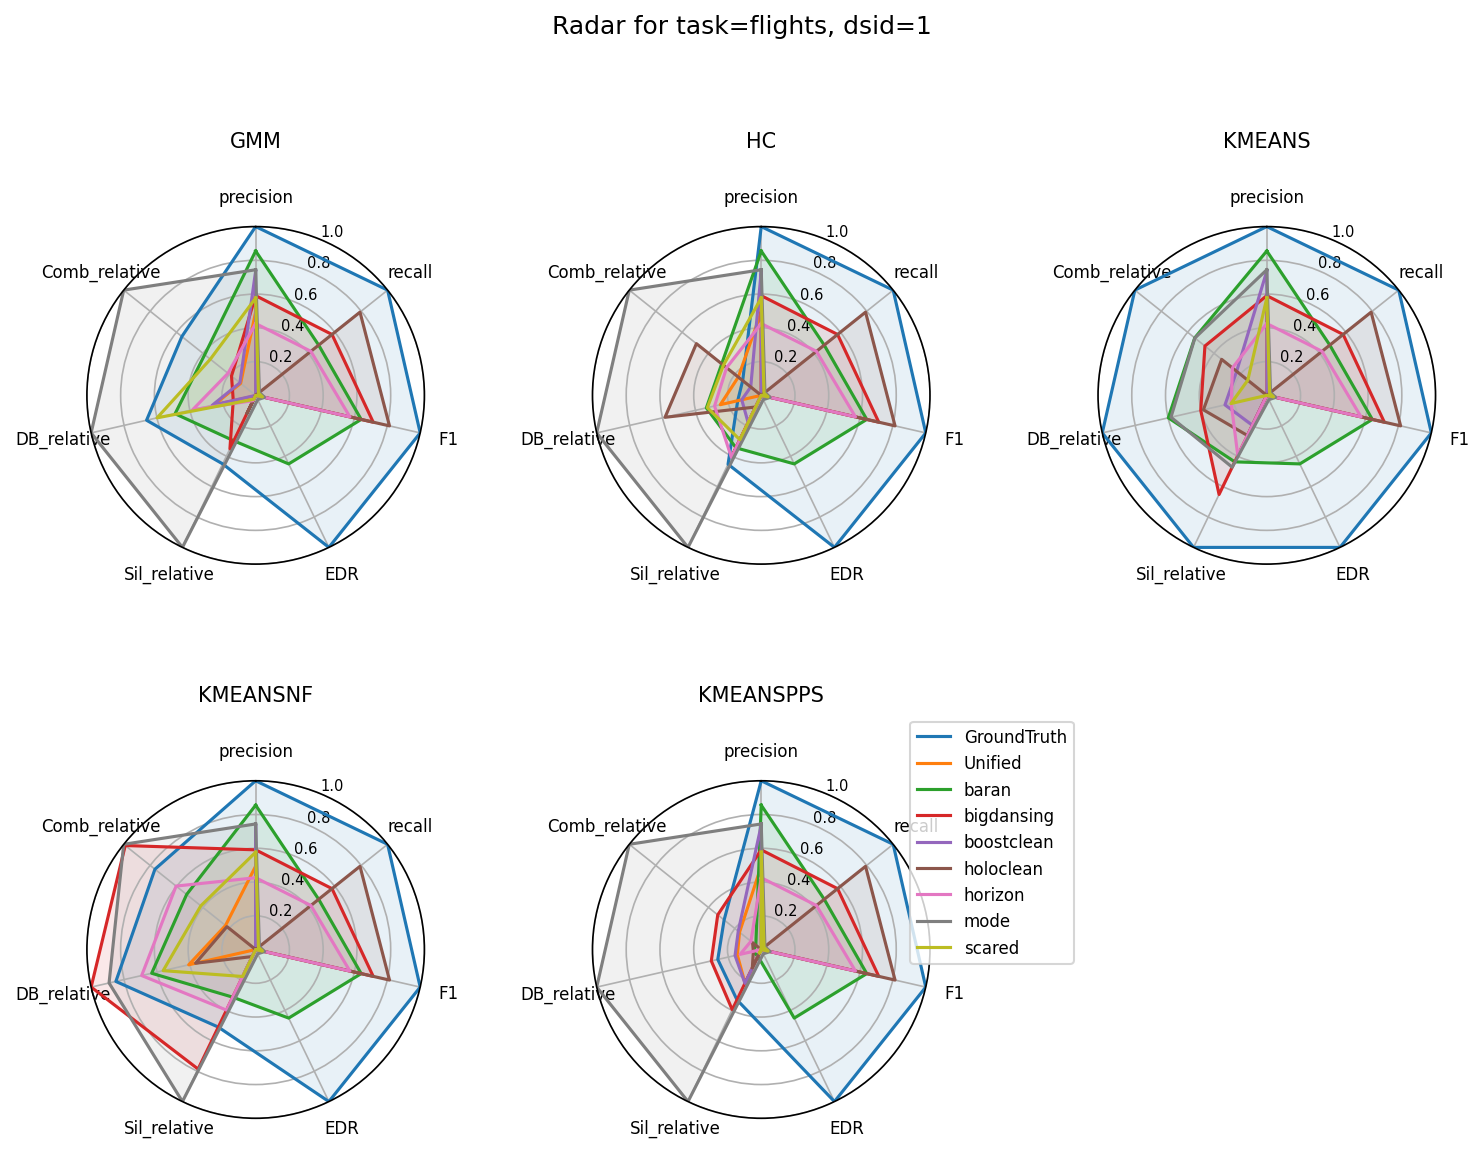 Radar for task=flights, dsid=1
GMM
precision
recall
F1
EDR
Sil_relative
DB_relative
Comb_relative
0.2
0.4
0.6
0.8
1.0
HC
precision
recall
F1
EDR
Sil_relative
DB_relative
Comb_relative
0.2
0.4
0.6
0.8
1.0
KMEANS
precision
recall
F1
EDR
Sil_relative
DB_relative
Comb_relative
0.2
0.4
0.6
0.8
1.0
KMEANSNF
precision
recall
F1
EDR
Sil_relative
DB_relative
Comb_relative
0.2
0.4
0.6
0.8
1.0
KMEANSPPS
precision
recall
F1
EDR
Sil_relative
DB_relative
Comb_relative
0.2
0.4
0.6
0.8
1.0
GroundTruth
Unified
baran
bigdansing
boostclean
holoclean
horizon
mode
scared